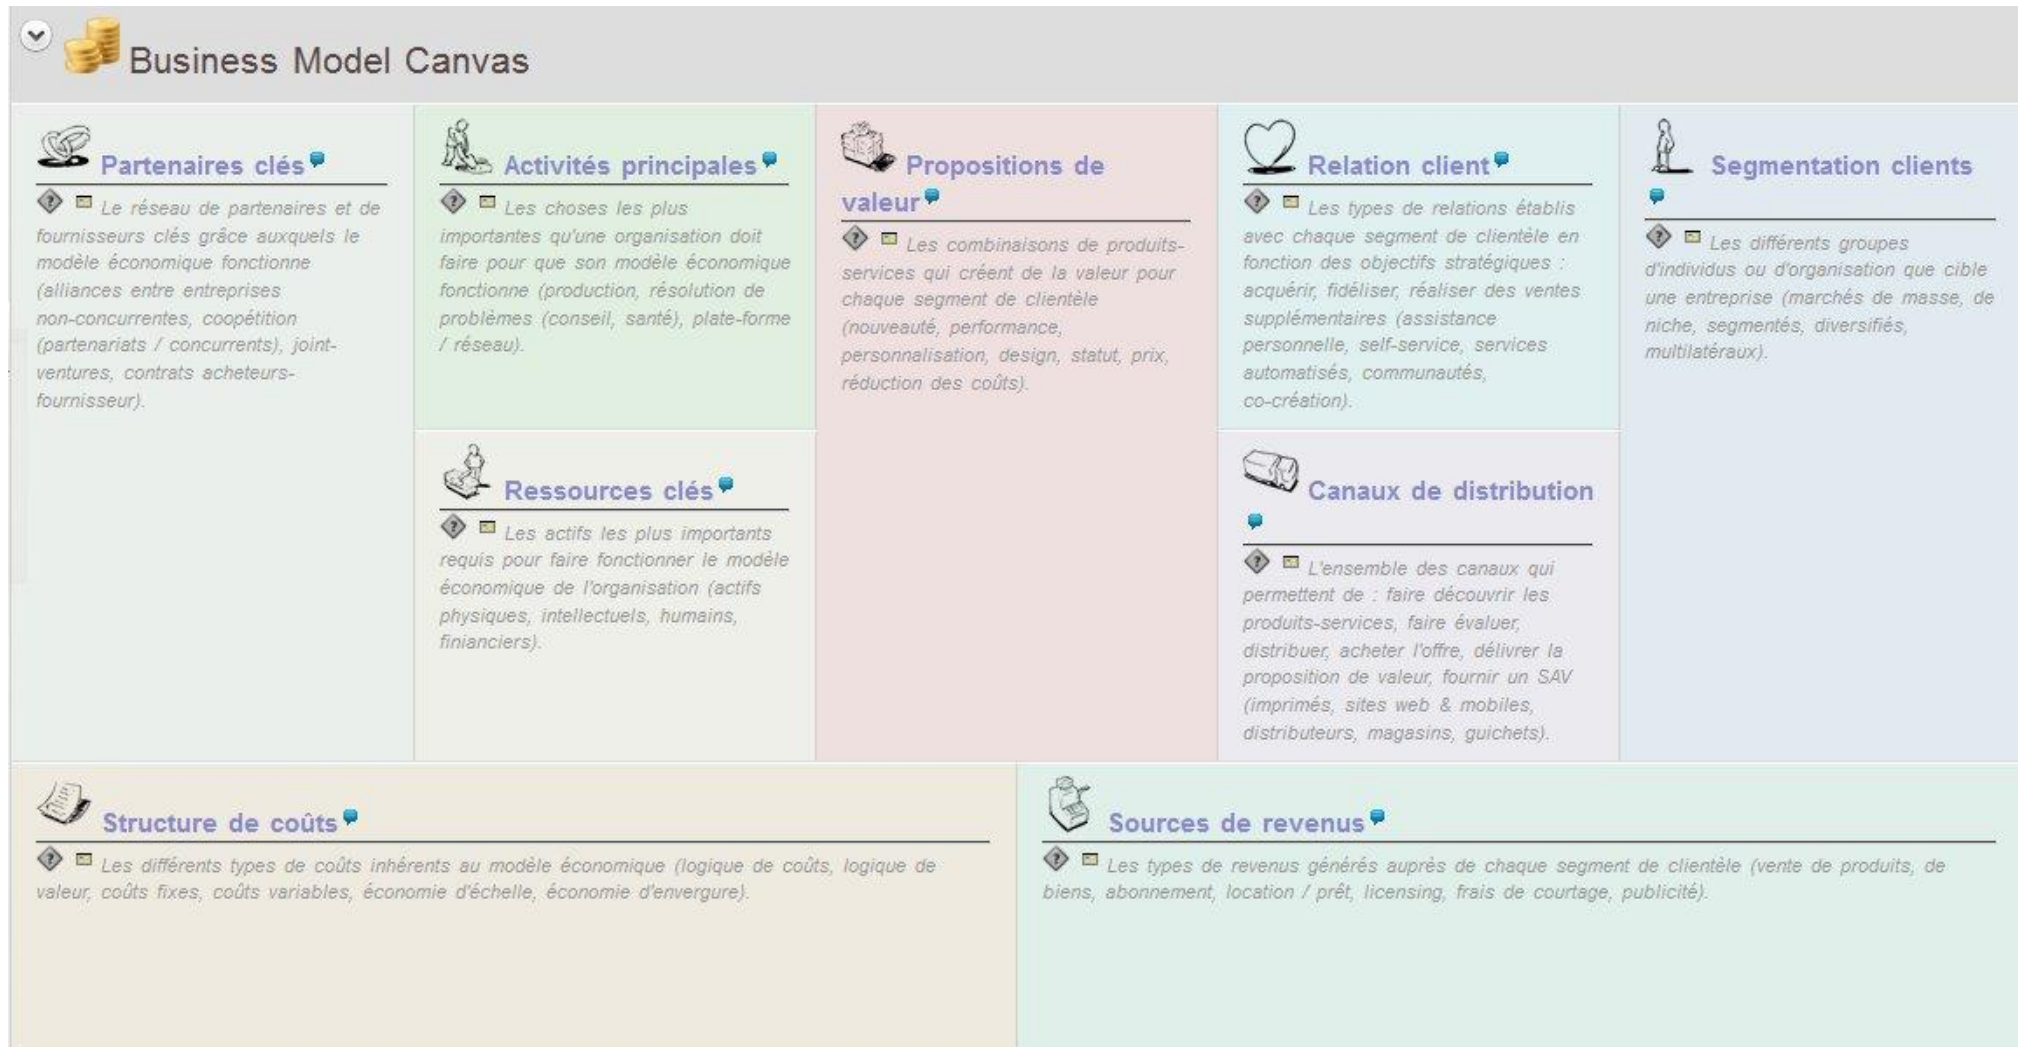 Business Model Canvas
Partenaires clés
Le réseau de partenaires et de
fournisseurs clés grâce auxquels le
modèle économique fonctionne
(alliances entre entreprises
non-concurrentes, coopétition
(partenariats / concurrents), joint-
ventures, contrats acheteurs-
fournisseur).
Activités principales
Les choses les plus
importantes qu'une organisation doit
faire pour que son modèle économique
fonctionne (production, résolution de
problèmes (conseil, santé), plate-forme
/ réseau).
Ressources clés
Les actifs les plus importants
requis pour faire fonctionner le modèle
économique de l'organisation (actifs
physiques, intellectuels, humains,
finianciers).
Propositions de
valeur
Les combinaisons de produits-
services qui créent de la valeur pour
chaque segment de clientèle
(nouveauté, performance,
personnalisation, design, statut, prix,
réduction des coûts).
Relation client
Les types de relations établis
avec chaque segment de clientèle en
fonction des objectifs stratégiques :
acquérir, fidéliser, réaliser des ventes
supplémentaires (assistance
personnelle, self-service, services
automatisés, communautés,
co-création).
Canaux de distribution
L'ensemble des canaux qui
permettent de : faire découvrir les
produits-services, faire évaluer,
distribuer, acheter l'offre, délivrer la
proposition de valeur, fournir un SAV
(imprimés, sites web & mobiles,
distributeurs, magasins, guichets).
Segmentation clients
Les différents groupes
d'individus ou d'organisation que cible
une entreprise (marchés de masse, de
niche, segmentés, diversifiés,
multilatéraux).
Structure de coûts
Les différents types de coûts inhérents au modèle économique (logique de coûts, logique de
valeur, coûts fixes, coûts variables, économie d'échelle, économie d'envergure).
Sources de revenus
Les types de revenus générés auprès de chaque segment de clientèle (vente de produits, de
biens, abonnement, location / prêt, licensing, frais de courtage, publicité).